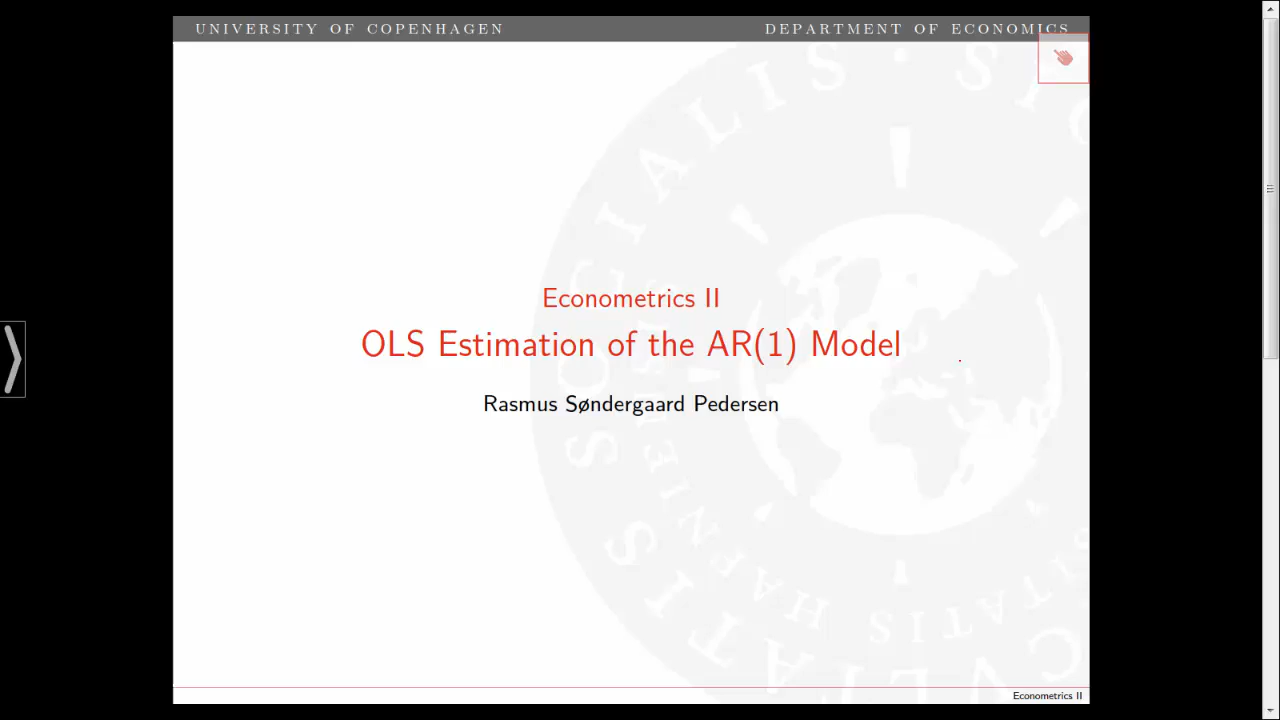 UNIVERSITY OF COPENHAGEN
DEPARTMENT OF ECONOMICS
Econometrics II
OLS Estimation of the AR(1) Model
Rasmus Søndergaard Pedersen
Econometrics II